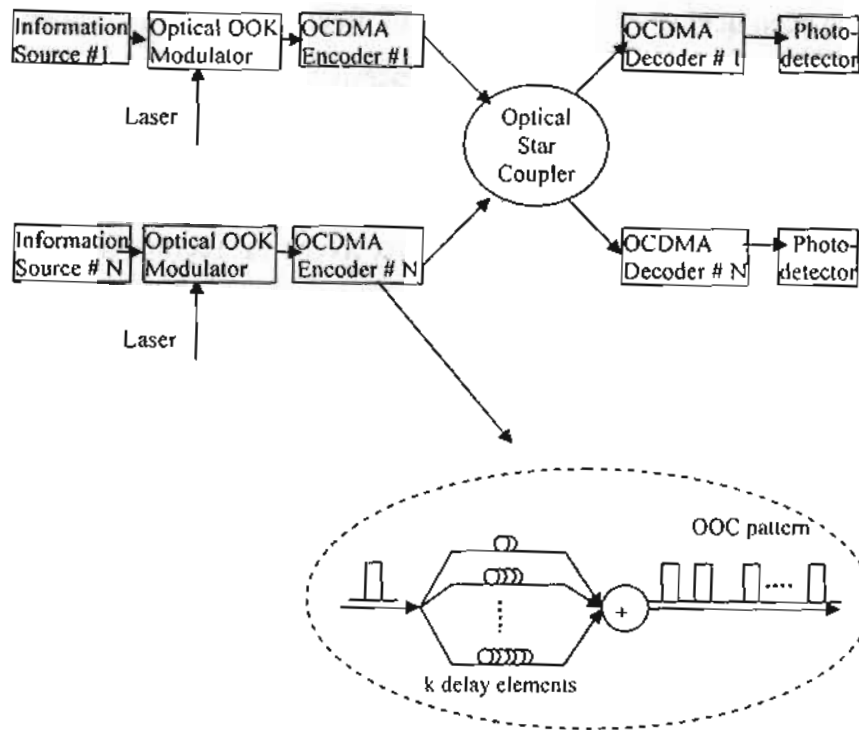 Information
Source #1
Optical OOK
Modulator
OCDMA
Encoder #1
OCDMA
Decoder # 1
Photo-
detector
Laser
Optical
Star
Coupler
Information
Source # N
Optical OOK
Modulator
OCDMA
Encoder # N
OCDMA
Decoder # N
Photo-
detector
Laser
OOC pattern
+
k delay elements